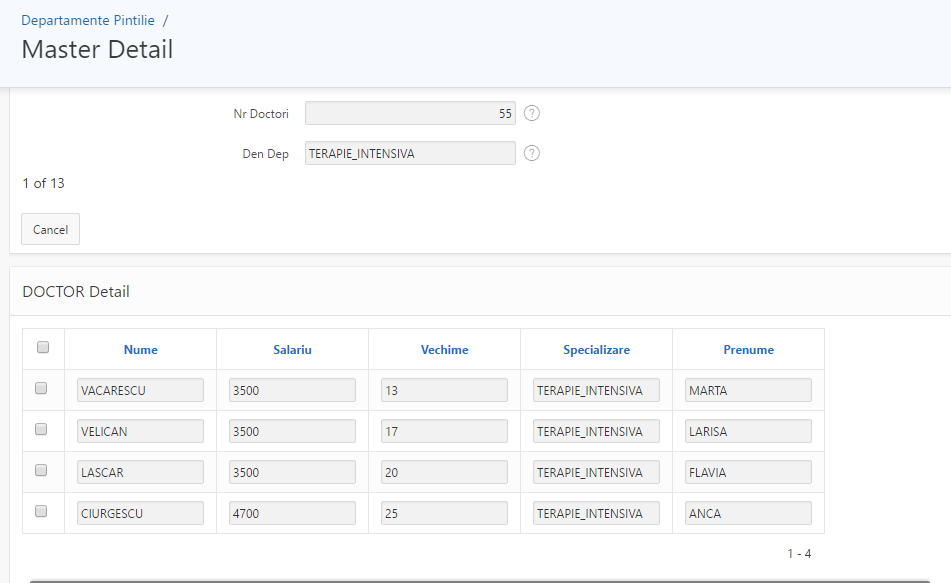 Departamente Pintilie /
Master Detail
Nr Doctori 55 ?
Den Dep TERAPIE_INTENSIVA ?
1 of 13
Cancel
DOCTOR Detail
Nume Salariu Vechime Specializare Prenume
VACARESCU 3500 13 TERAPIE_INTENSIVA MARTA
VELICAN 3500 17 TERAPIE_INTENSIVA LARISA
LASCAR 3500 20 TERAPIE_INTENSIVA FLAVIA
CIURGESCU 4700 25 TERAPIE_INTENSIVA ANCA
1 - 4